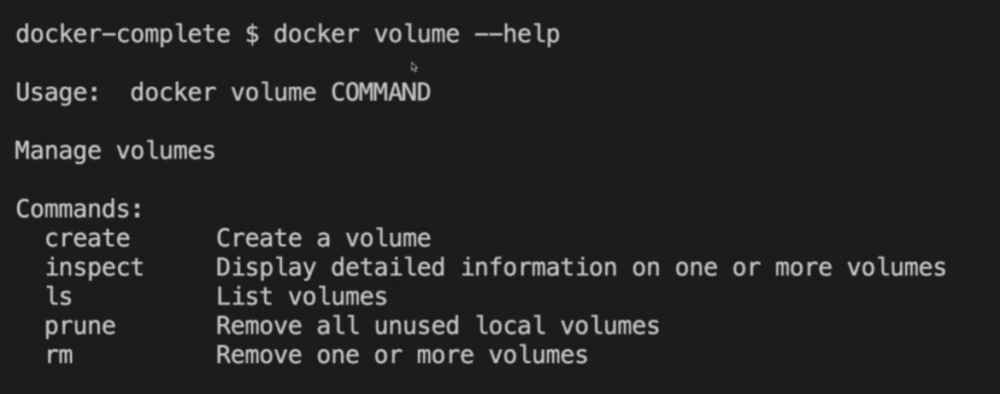 docker-complete $ docker volume --help
Usage:  docker volume COMMAND
Manage volumes
Commands:
  create      Create a volume
  inspect     Display detailed information on one or more volumes
  ls          List volumes
  prune       Remove all unused local volumes
  rm          Remove one or more volumes